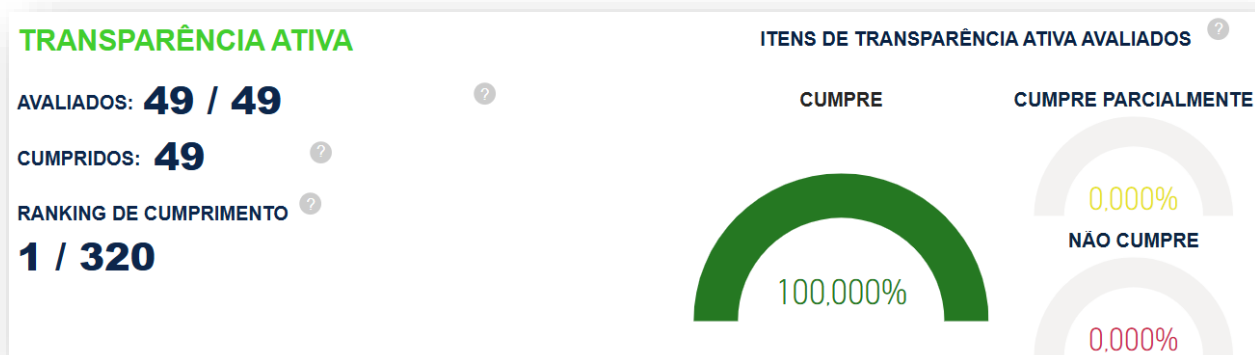 TRANSPARÊNCIA ATIVA
AVALIADOS: 49 / 49 ?
CUMPRIDOS: 49 ?
RANKING DE CUMPRIMENTO ?
1 / 320
ITENS DE TRANSPARÊNCIA ATIVA AVALIADOS ?
CUMPRE
100,000%
CUMPRE PARCIALMENTE
0,000%
NÃO CUMPRE
0,000%